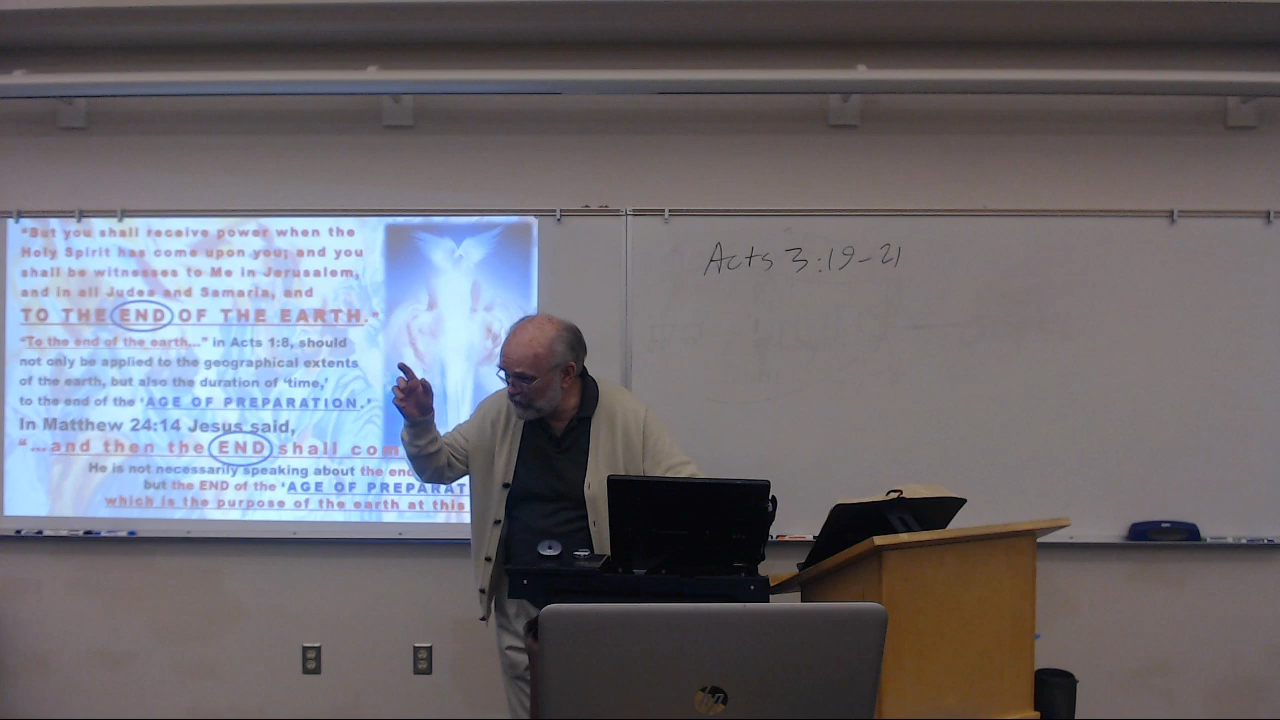 "But you shall receive power when the
Holy Spirit has come upon you; and you
shall be witnesses to Me in Jerusalem,
and in all Judea and Samaria, and
TO THE END OF THE EARTH."
"To the end of the earth..." in Acts 1:8, should
not only be applied to the geographical extents
of the earth, but also the duration of 'time,'
to the end of the 'AGE OF PREPARATION.'
In Matthew 24:14 Jesus said,
"...and then the END shall com
He is not necessarily speaking about the end
but the END of the 'AGE OF PREPARAT
which is the purpose of the earth at this
Acts 3:19-21
hp